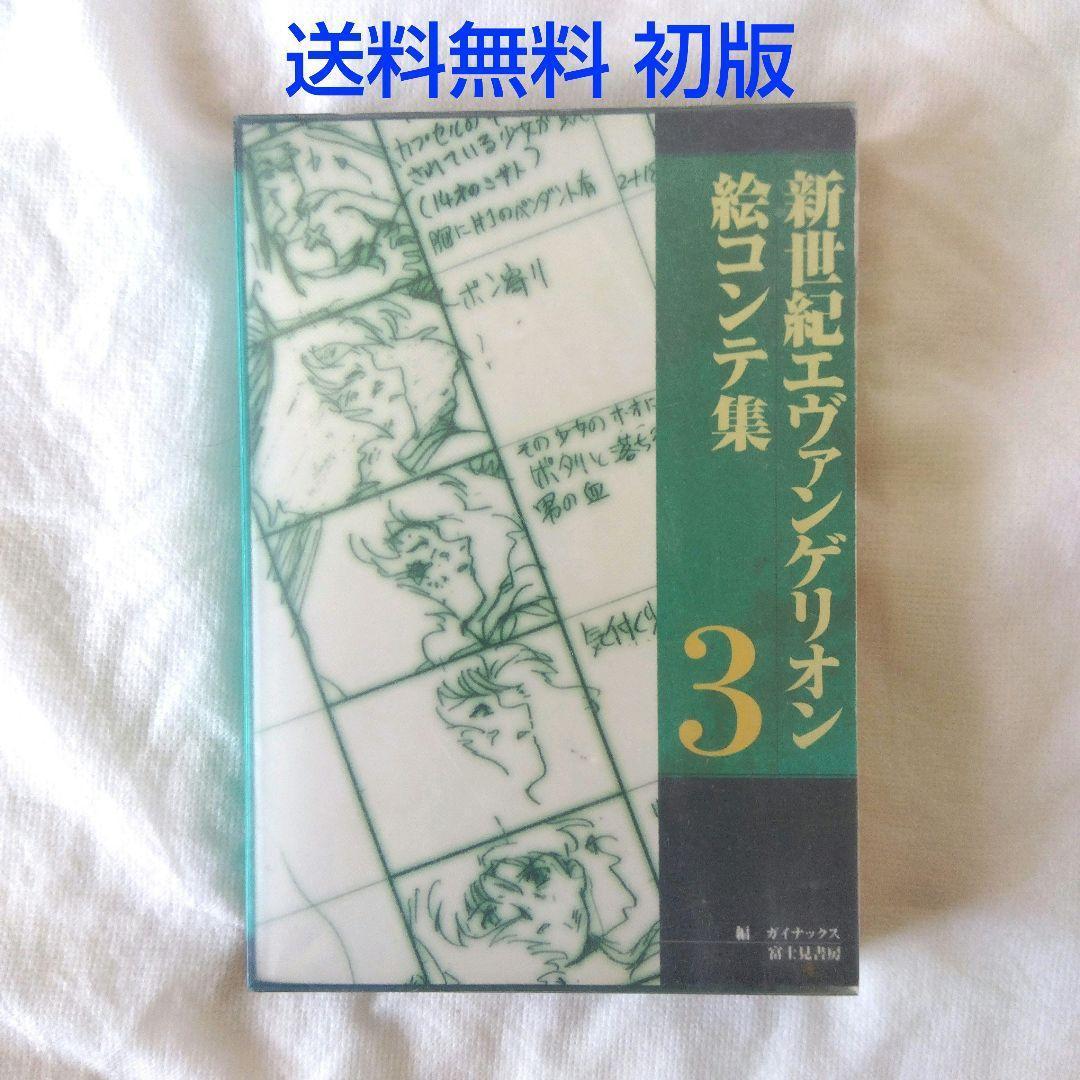 送料無料 初版
新世紀エヴァンゲリオン
絵コンテ集
3
カプセルの
されている少女が
(14才のミサト)
胸に十のペンダント有
2+18
ポン寄り
その少女のホオに
ポタリと落ち
男の血
気付く
編 ガイナックス
富士見書房